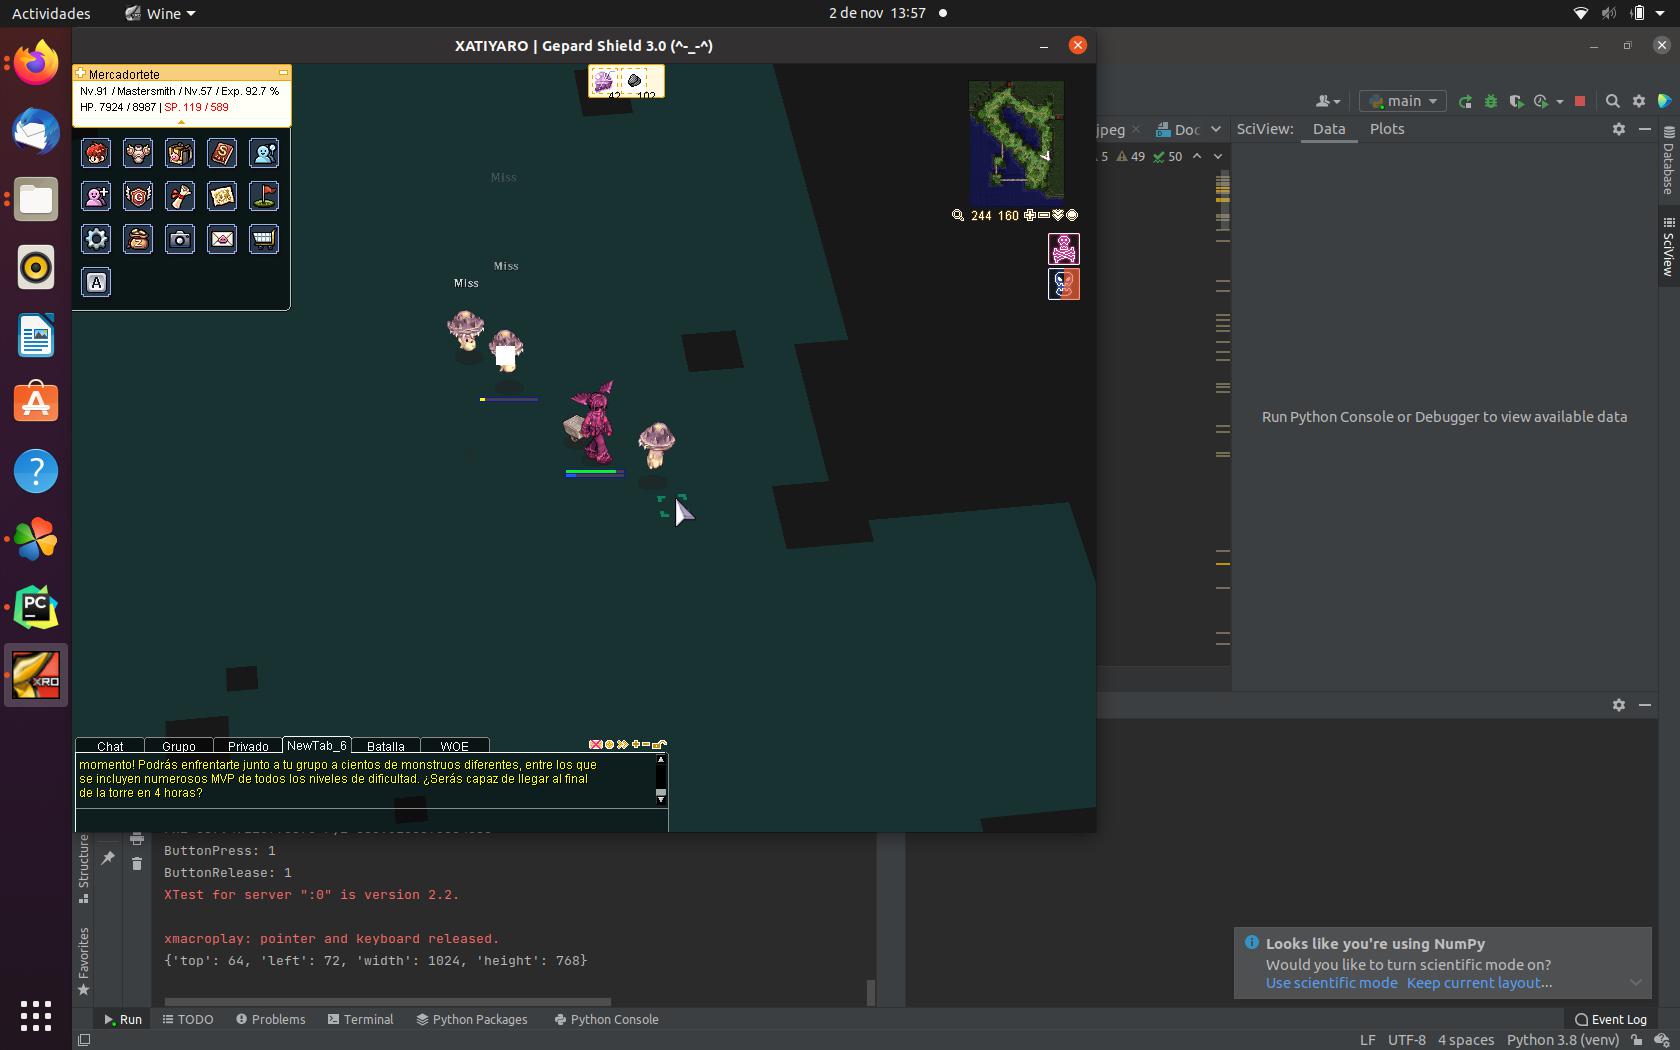 Actividades
Wine
2 de nov 13:57
XATIYARO | Gepard Shield 3.0 (^-_-^)
Mercadortete
Nv.91 / Mastersmith / Nv.57 / Exp. 92.7 %
HP. 7924 / 8987 | SP. 119 / 589
42
102
G
A
Miss
Miss
Miss
244 160
main
jpeg
Doc
SciView:
Data
Plots
5
49
50
Database
SciView
Run Python Console or Debugger to view available data
PC
XRO
Chat
Grupo
Privado
NewTab_6
Batalla
WOE
momento! Podrás enfrentarte junto a tu grupo a cientos de monstruos diferentes, entre los que
se incluyen numerosos MVP de todos los niveles de dificultad. ¿Serás capaz de llegar al final
de la torre en 4 horas?
Structure
Favorites
ButtonPress: 1
ButtonRelease: 1
XTest for server ":0" is version 2.2.
xmacroplay: pointer and keyboard released.
{'top': 64, 'left': 72, 'width': 1024, 'height': 768}
Looks like you're using NumPy
Would you like to turn scientific mode on?
Use scientific mode Keep current layout...
Run
TODO
Problems
Terminal
Python Packages
Python Console
Event Log
LF UTF-8 4 spaces Python 3.8 (venv)